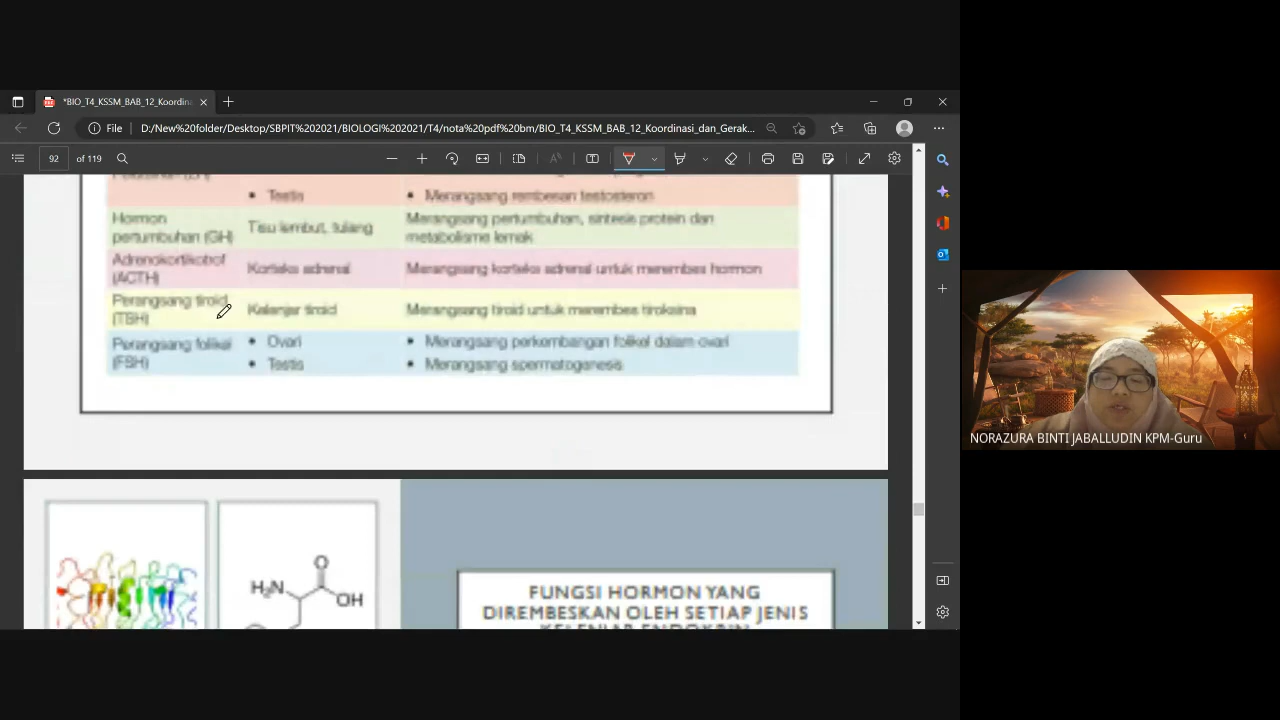 *BIO_T4_KSSM_BAB_12_Koordin
File
D:/New%20folder/Desktop/SBPIT%202021/BIOLOGI%202021/T4/nota%20pdf%20bm/BIO_T4_KSSM_BAB_12_Koordinasi_dan_Gerak...
92 of 119
Testis
Merangsang rembesan testosteron
Hormon
pertumbuhan (GH)
Tisu lembut, tulang
Merangsang pertumbuhan, sintesis protein dan
metabolisme lemak
Adrenokortikotrof
(ACTH)
Korteks adrenal
Merangsang korteks adrenal untuk merembes hormon
Perangsang tiroid
(TSH)
Kelenjar tiroid
Merangsang tiroid untuk merembes tiroksina
Perangsang folikel
(FSH)
Ovari
Merangsang perkembangan folikel dalam ovari
Testis
Merangsang spermatogenesis
H₂N
O
OH
FUNGSI HORMON YANG
DIREMBESKAN OLEH SETIAP JENIS
KELENJAR ENDOKRIN
NORAZURA BINTI JABALLUDIN KPM-Guru